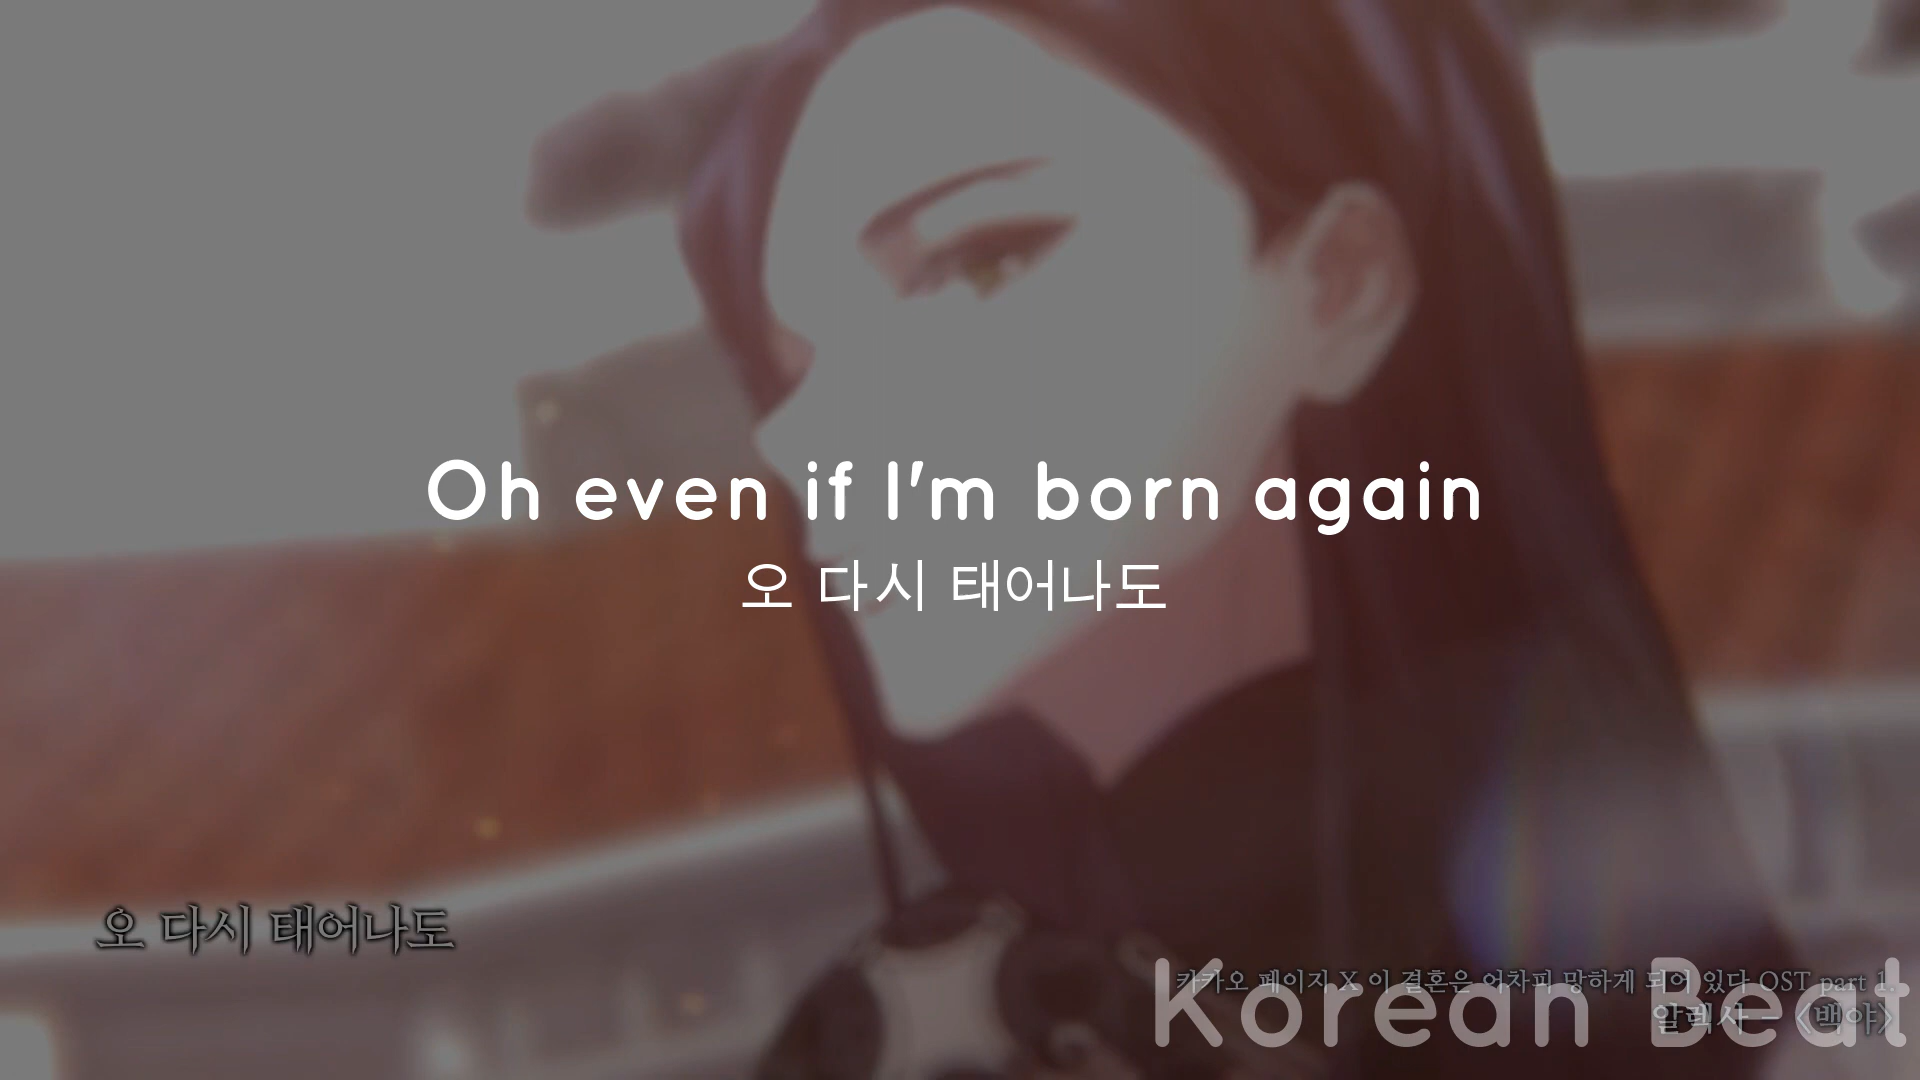 Oh even if I'm born again
오 다시 태어나도
오 다시 태어나도
카카오 페이지 X 이 결혼은 어차피 망하게 되어 있다 OST part 1.
알렉사 - 《백야》
Korean Beat